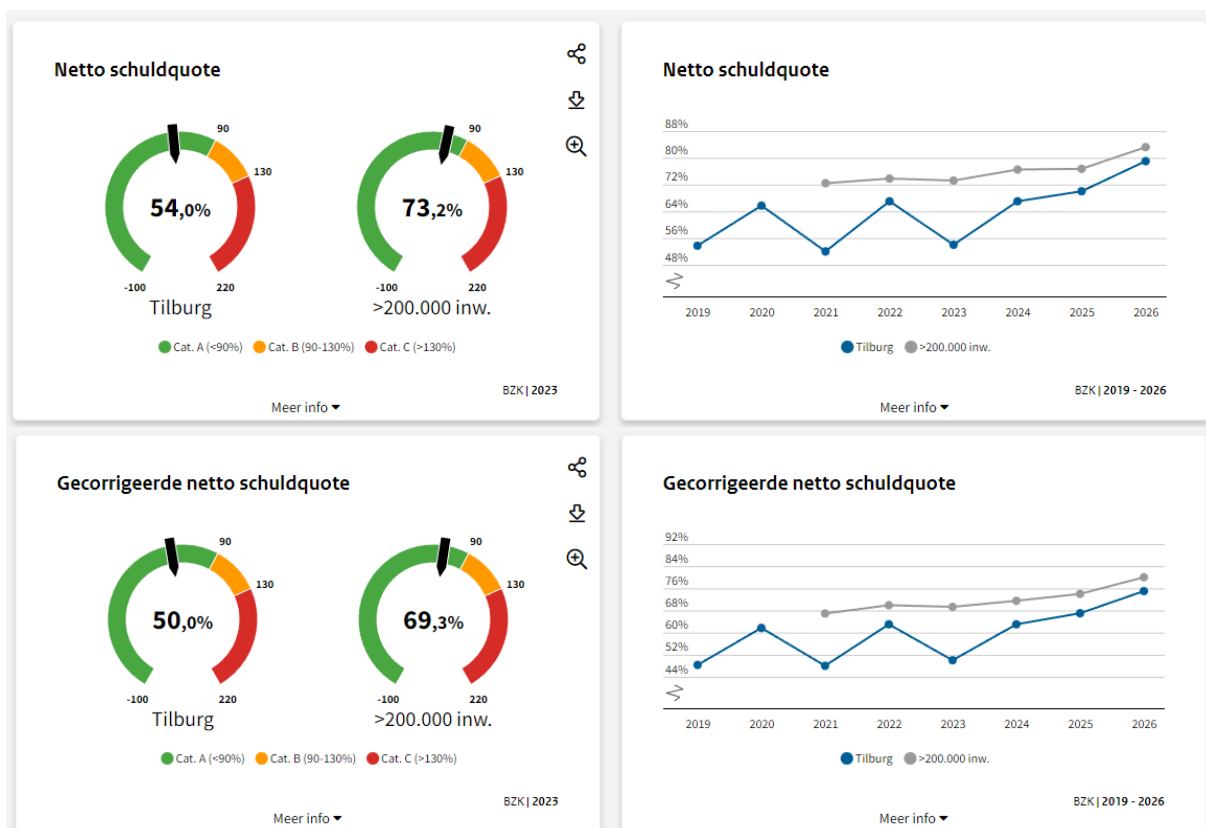 Netto schuldquote
90
130
54,0%
-100
220
Tilburg
90
130
73,2%
-100
220
>200.000 inw.
Cat. A (<90%) Cat. B (90-130%) Cat. C (>130%)
BZK | 2023
Meer info
Netto schuldquote
88%
80%
72%
64%
56%
48%
2019 2020 2021 2022 2023 2024 2025 2026
Tilburg >200.000 inw.
BZK | 2019 - 2026
Meer info
Gecorrigeerde netto schuldquote
90
130
50,0%
-100
220
Tilburg
90
130
69,3%
-100
220
>200.000 inw.
Cat. A (<90%) Cat. B (90-130%) Cat. C (>130%)
BZK | 2023
Meer info
Gecorrigeerde netto schuldquote
92%
84%
76%
68%
60%
52%
44%
2019 2020 2021 2022 2023 2024 2025 2026
Tilburg >200.000 inw.
BZK | 2019 - 2026
Meer info